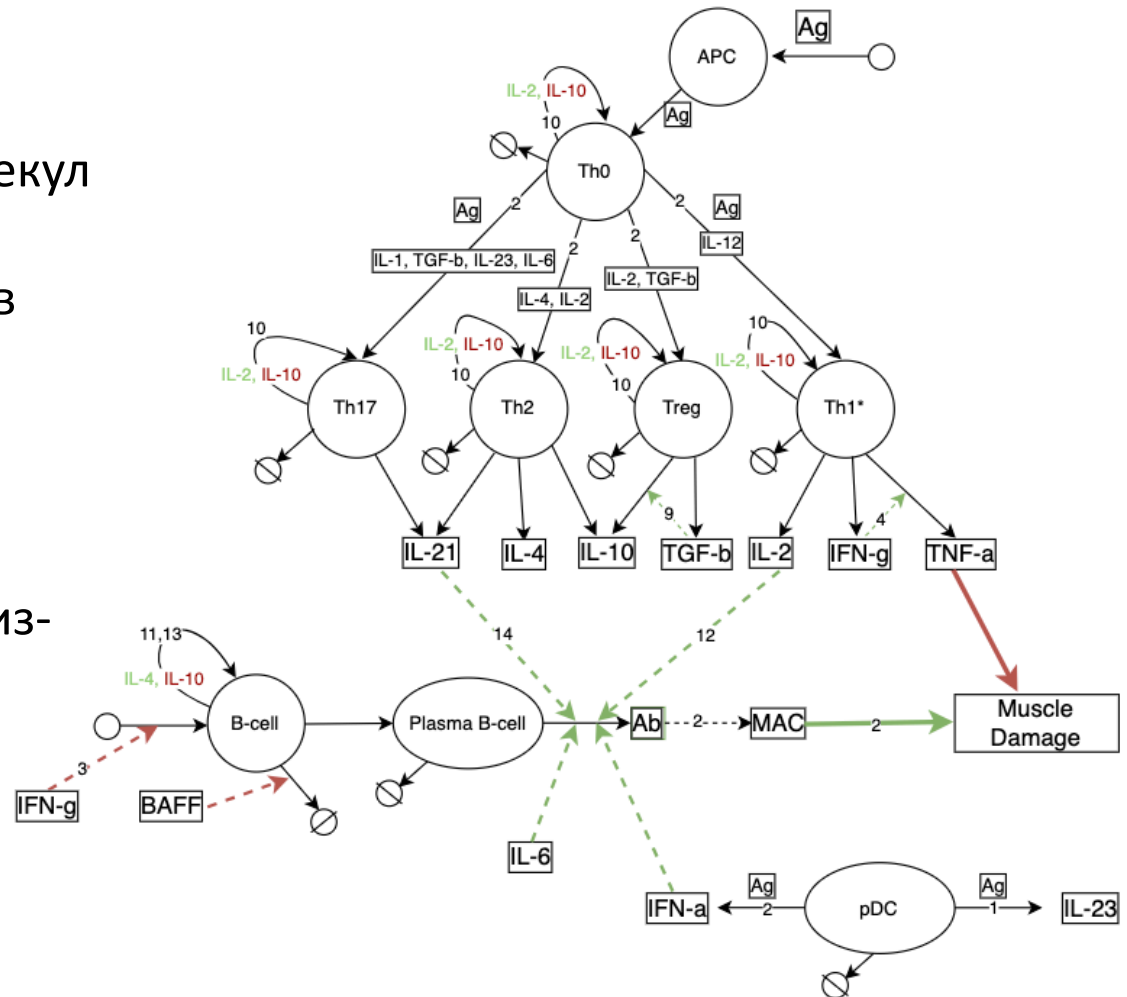 Ag
APC
IL-2, IL-10
10
Ag
екул
Th0
Ag
2
2
2
2
Ag
IL-12
IL-1, TGF-b, IL-23, IL-6
IL-2, TGF-b
IL-4, IL-2
в
10
IL-2, IL-10
IL-2, IL-10
10
IL-2, IL-10
10
10
IL-2, IL-10
Th17
Th2
Treg
Th1*
9
4
IL-21
IL-4
IL-10
TGF-b
IL-2
IFN-g
TNF-a
из-
11,13
14
12
IL-4, IL-10
B-cell
Plasma B-cell
Ab
2
MAC
2
Muscle
Damage
3
IFN-g
BAFF
IL-6
IFN-a
Ag
2
pDC
Ag
1
IL-23